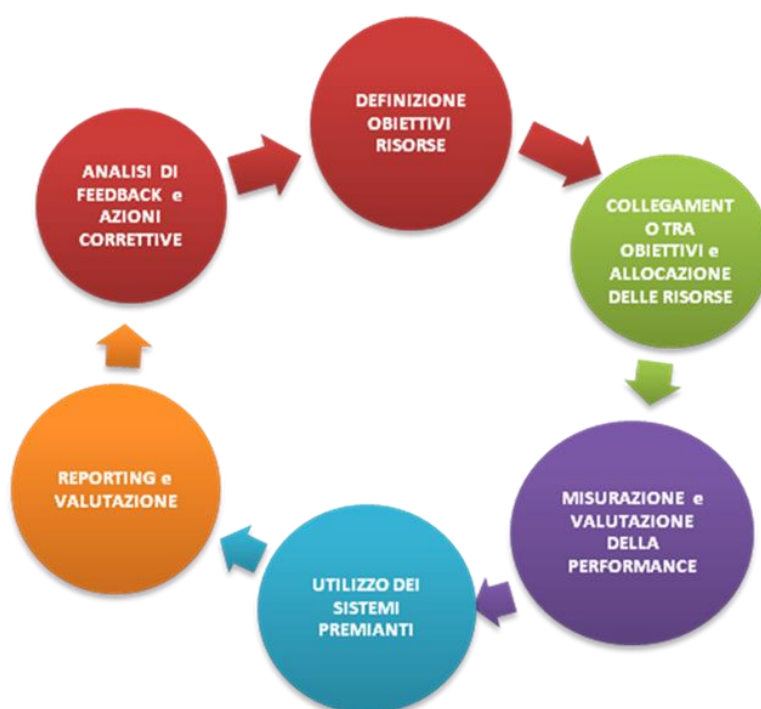 DEFINIZIONE
OBIETTIVI
RISORSE
COLLEGAMENT
O TRA
OBIETTIVI e
ALLOCAZIONE
DELLE RISORSE
MISURAZIONE e
VALUTAZIONE
DELLA
PERFORMANCE
UTILIZZO DEI
SISTEMI
PREMIANTI
REPORTING e
VALUTAZIONE
ANALISI DI
FEEDBACK e
AZIONI
CORRETTIVE